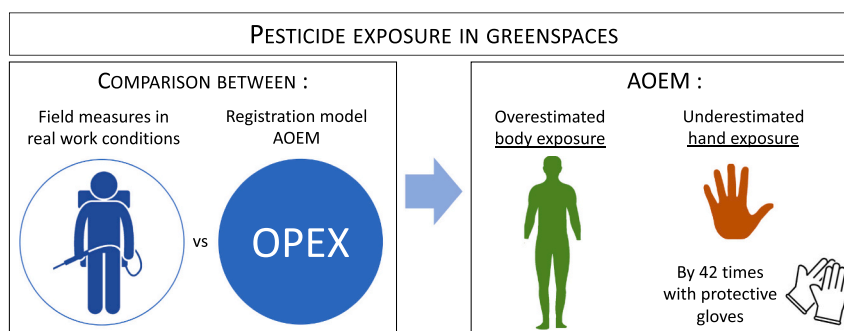 PESTICIDE EXPOSURE IN GREENSPACES
COMPARISON BETWEEN :
Field measures in
real work conditions
Registration model
AOEM
vs
OPEX
AOEM :
Overestimated
body exposure
Underestimated
hand exposure
By 42 times
with protective
gloves